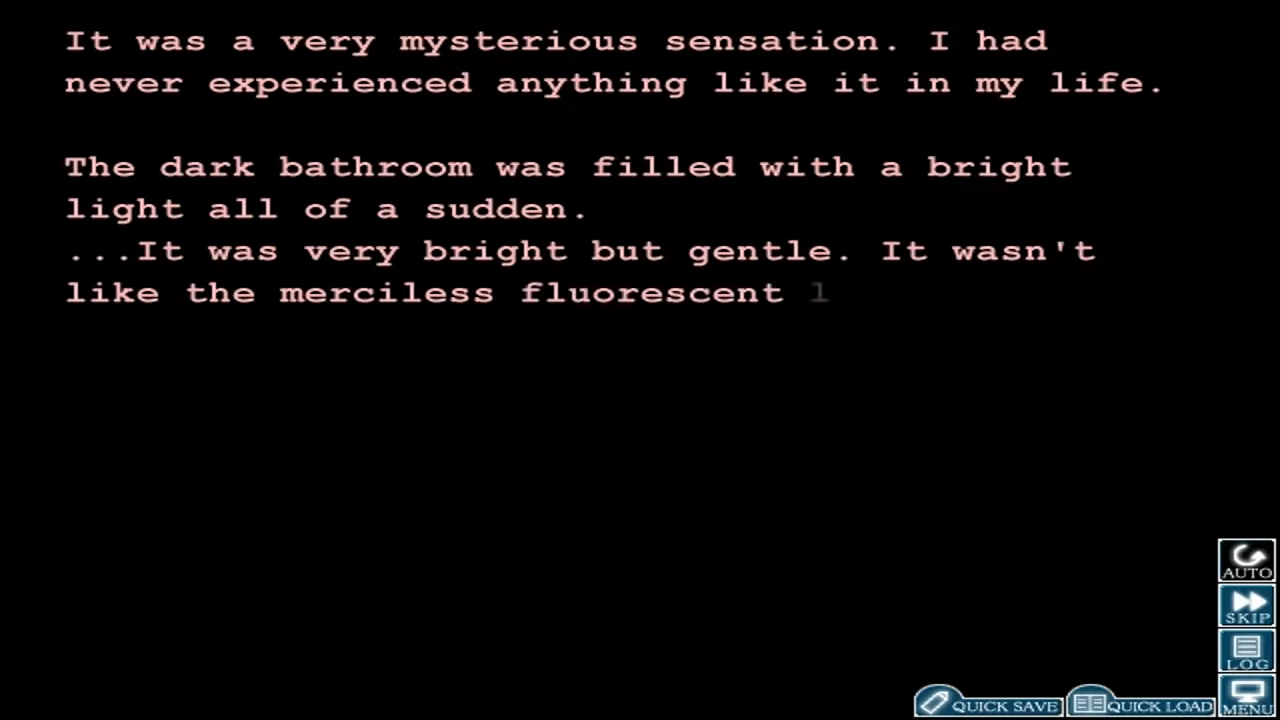 It was a very mysterious sensation. I had
never experienced anything like it in my life.
The dark bathroom was filled with a bright
light all of a sudden.
...It was very bright but gentle. It wasn't
like the merciless fluorescent l
AUTO
SKIP
LOG
MENU
QUICK SAVE
QUICK LOAD